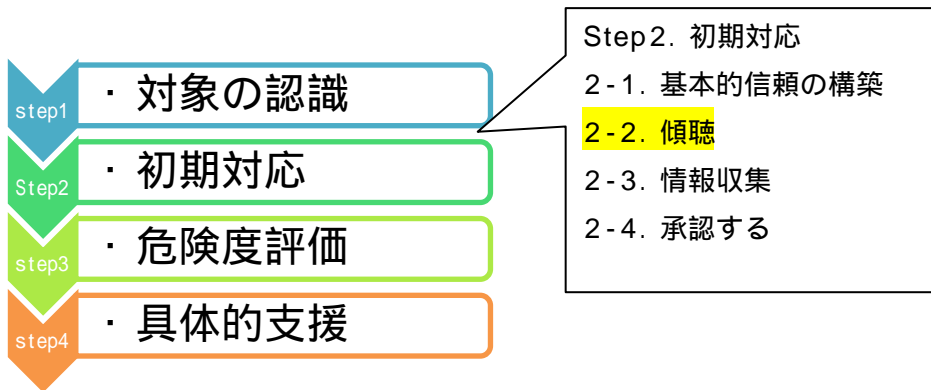 step1
・対象の認識
Step2
・初期対応
step3
・危険度評価
step4
・具体的支援
Step2. 初期対応
2-1. 基本的信頼の構築
2-2. 傾聴
2-3. 情報収集
2-4. 承認する